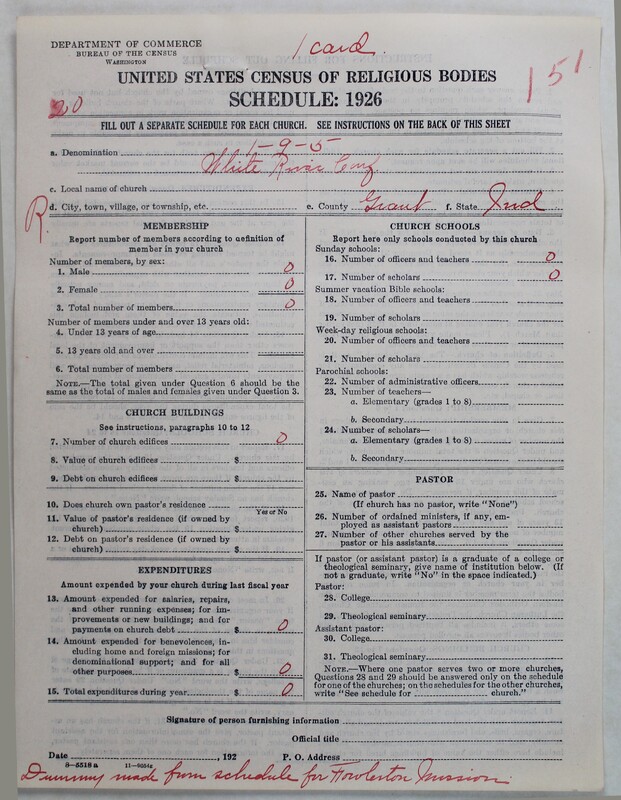 DEPARTMENT OF COMMERCE
BUREAU OF THE CENSUS
WASHINGTON
1 card
151
UNITED STATES CENSUS OF RELIGIOUS BODIES
20
SCHEDULE: 1926
FILL OUT A SEPARATE SCHEDULE FOR EACH CHURCH. SEE INSTRUCTIONS ON THE BACK OF THIS SHEET
a. Denomination 1-9-5
White River Conf.
c. Local name of church
R
d. City, town, village, or township, etc. e. County Grant f. State Ind
MEMBERSHIP
Report number of members according to definition of
member in your church
Number of members, by sex:
1. Male 0
2. Female 0
3. Total number of members 0
Number of members under and over 13 years old:
4. Under 13 years of age
5. 13 years old and over
6. Total number of members
NOTE.—The total given under Question 6 should be the
same as the total of males and females given under Question 3.
CHURCH BUILDINGS
See instructions, paragraphs 10 to 12
7. Number of church edifices 0
8. Value of church edifices $
9. Debt on church edifices $
10. Does church own pastor's residence
Yes or No
11. Value of pastor's residence (if owned by
church) $
12. Debt on pastor's residence (if owned by
church) $
EXPENDITURES
Amount expended by your church during last fiscal year
13. Amount expended for salaries, repairs,
and other running expenses; for im-
provements or new buildings; and for
payments on church debt $ 0
14. Amount expended for benevolences, in-
cluding home and foreign missions; for
denominational support; and for all
other purposes $ 0
15. Total expenditures during year $ 0
CHURCH SCHOOLS
Report here only schools conducted by this church
Sunday schools:
16. Number of officers and teachers 0
17. Number of scholars 0
Summer vacation Bible schools:
18. Number of officers and teachers
19. Number of scholars
Week-day religious schools:
20. Number of officers and teachers
21. Number of scholars
Parochial schools:
22. Number of administrative officers
23. Number of teachers—
a. Elementary (grades 1 to 8)
b. Secondary
24. Number of scholars—
a. Elementary (grades 1 to 8)
b. Secondary
PASTOR
25. Name of pastor
(If church has no pastor, write "None")
26. Number of ordained ministers, if any, em-
ployed as assistant pastors
27. Number of other churches served by the
pastor or his assistants
If pastor (or assistant pastor) is a graduate of a college or
theological seminary, give name of institution below. (If
not a graduate, write "No" in the space indicated.)
Pastor:
28. College
29. Theological seminary
Assistant pastor:
30. College
31. Theological seminary
NOTE.—Where one pastor serves two or more churches,
Questions 28 and 29 should be answered only on the schedule
for one of the churches; on the schedules for the other churches,
write "See schedule for church."
Signature of person furnishing information
Official title
Date , 192 P. O. Address
8-5518 a 11-9054a
Dummy made from schedule for Fowlerton Mission.